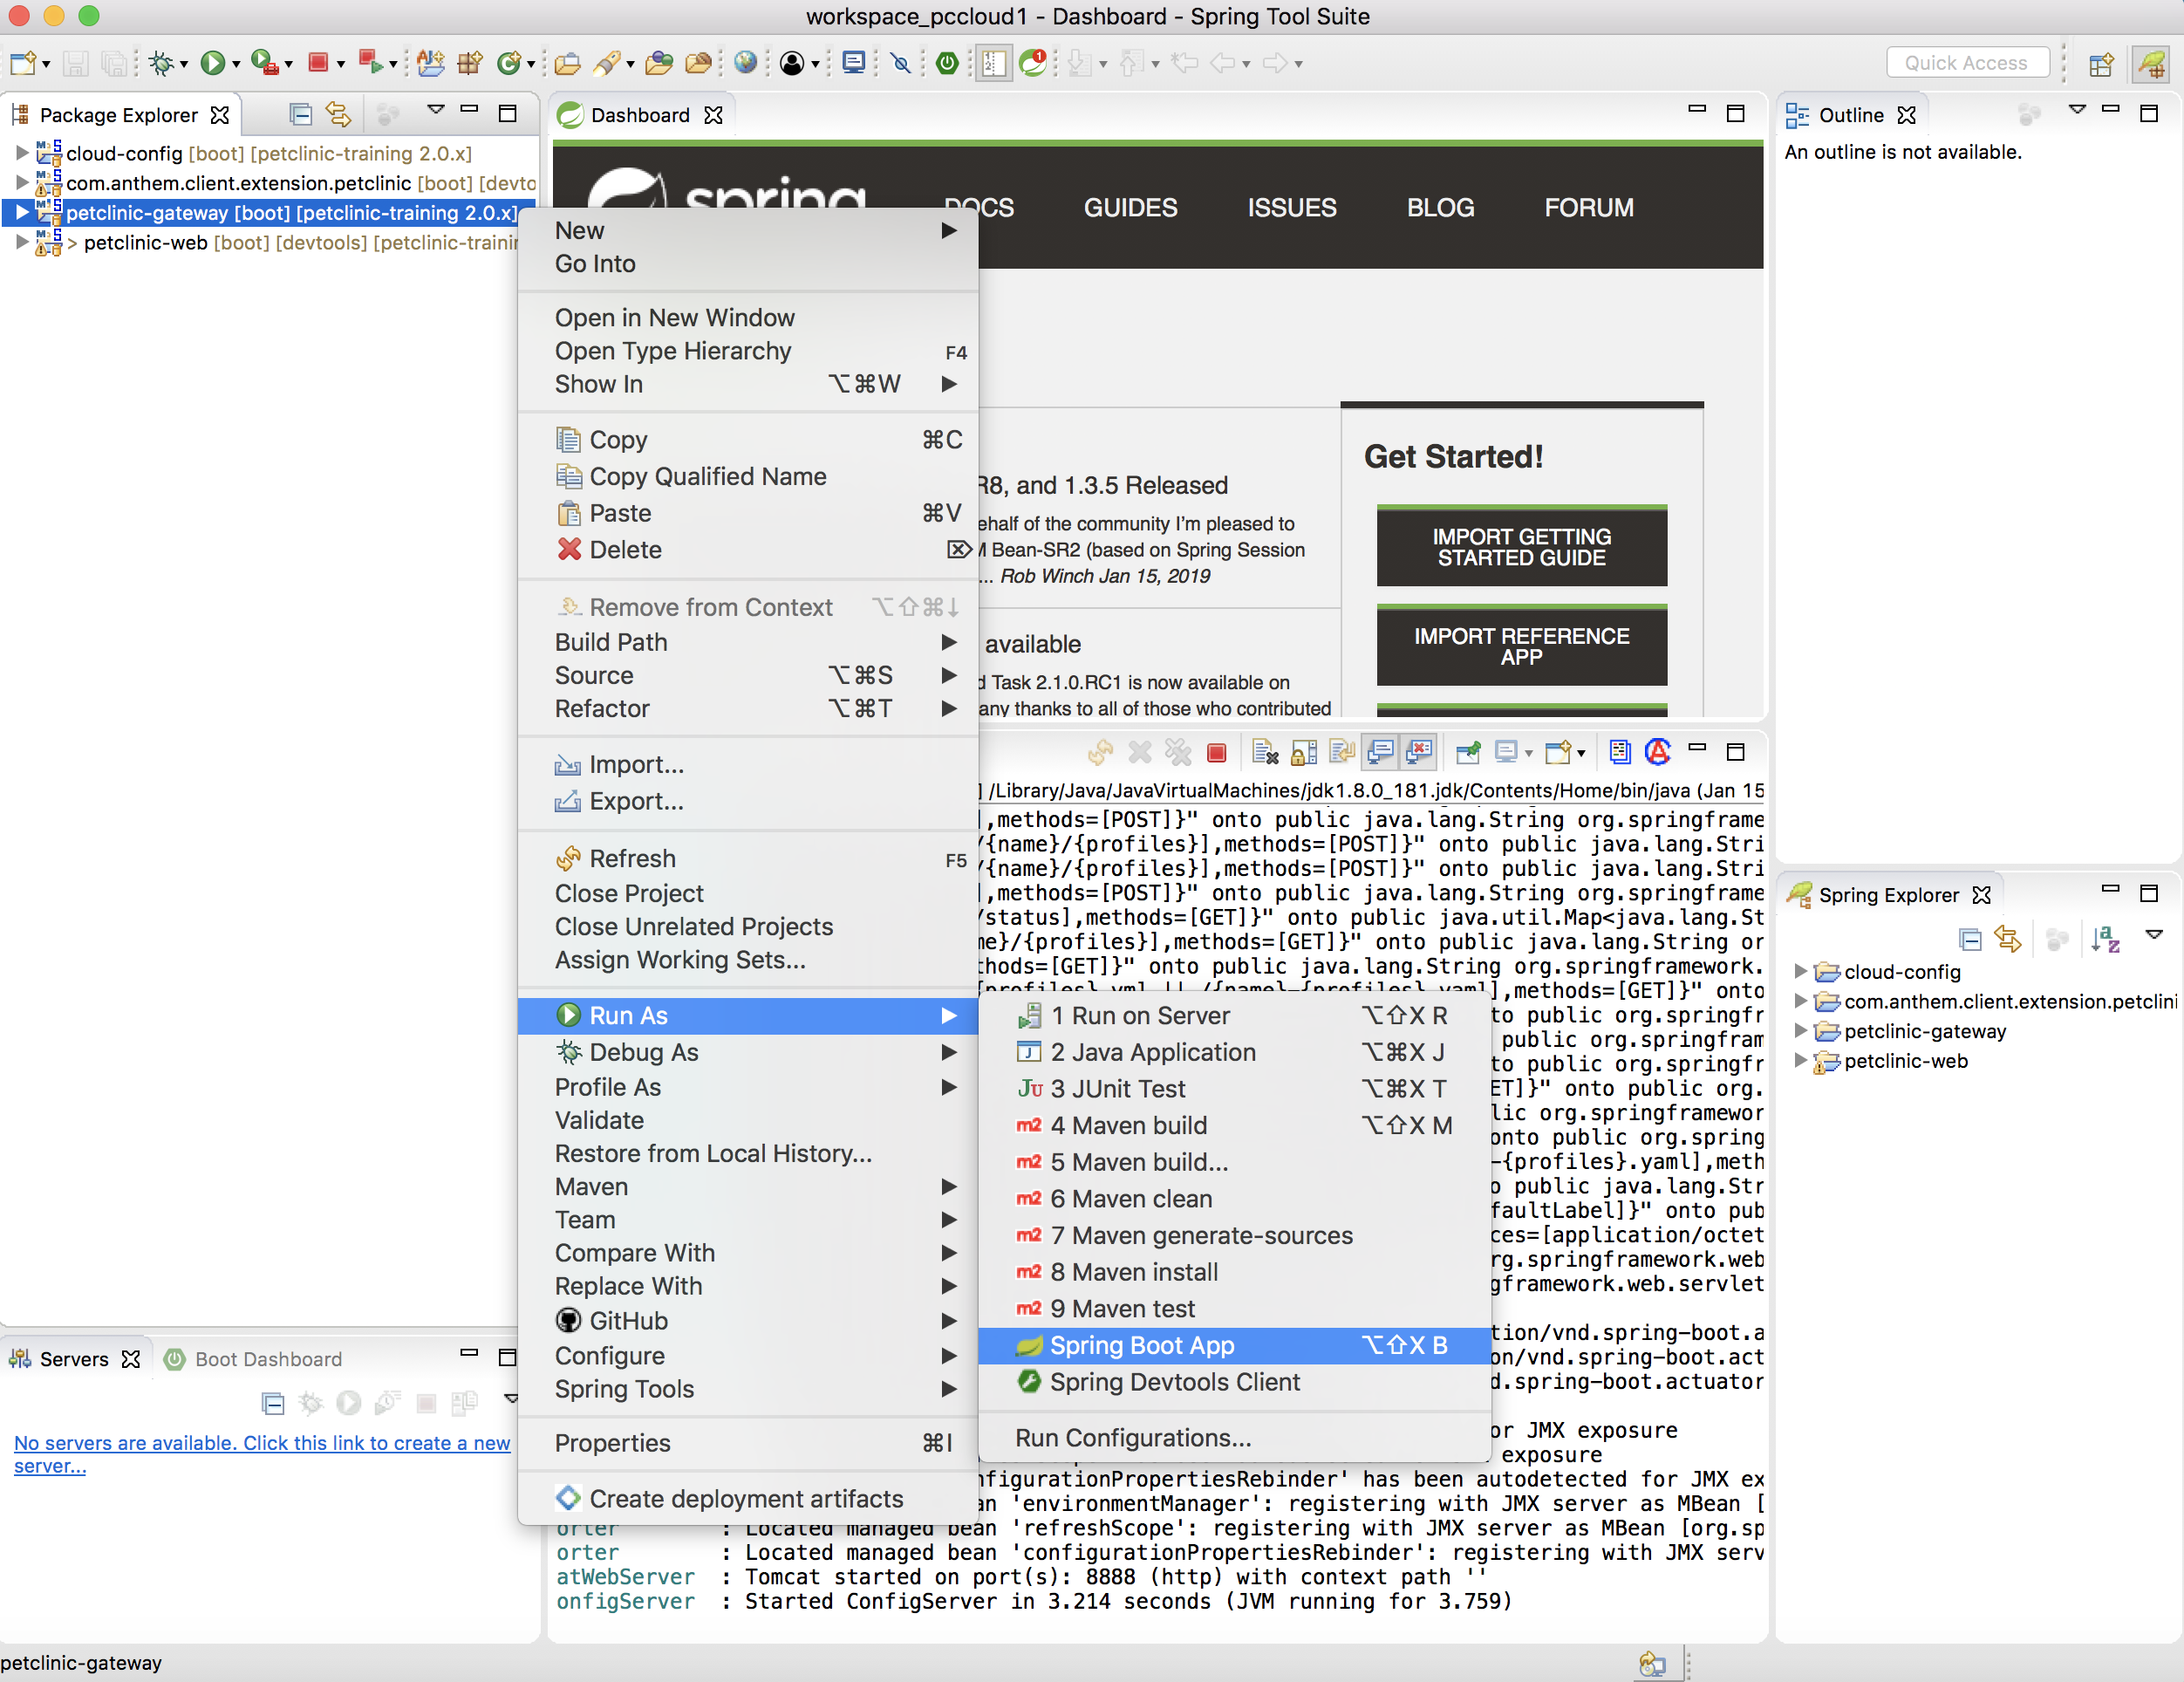 workspace_pccloud1 - Dashboard - Spring Tool Suite
Quick Access
Package Explorer
cloud-config [boot] [petclinic-training 2.0.x]
com.anthem.client.extension.petclinic [boot] [devto
petclinic-gateway [boot] [petclinic-training 2.0.x]
> petclinic-web [boot] [devtools] [petclinic-trainin
Dashboard
spring
DOCS
GUIDES
ISSUES
BLOG
FORUM
R8, and 1.3.5 Released
ehalf of the community I'm pleased to
M Bean-SR2 (based on Spring Session
... Rob Winch Jan 15, 2019
available
d Task 2.1.0.RC1 is now available on
any thanks to all of those who contributed
Get Started!
IMPORT GETTING
STARTED GUIDE
IMPORT REFERENCE
APP
Outline
An outline is not available.
New
Go Into
Open in New Window
Open Type Hierarchy F4
Show In ⌥⌘W
Copy ⌘C
Copy Qualified Name
Paste ⌘V
Delete ⌦
Remove from Context ⌥⇧⌘↓
Build Path
Source ⌥⌘S
Refactor ⌥⌘T
Import...
Export...
Refresh F5
Close Project
Close Unrelated Projects
Assign Working Sets...
Run As
Debug As
Profile As
Validate
Restore from Local History...
Maven
Team
Compare With
Replace With
GitHub
Configure
Spring Tools
Properties ⌘I
Create deployment artifacts
1 Run on Server ⌥⇧X R
2 Java Application ⌥⌘X J
3 JUnit Test ⌥⌘X T
4 Maven build ⌥⇧X M
5 Maven build...
6 Maven clean
7 Maven generate-sources
8 Maven install
9 Maven test
Spring Boot App ⌥⇧X B
Spring Devtools Client
Run Configurations...
] /Library/Java/JavaVirtualMachines/jdk1.8.0_181.jdk/Contents/Home/bin/java (Jan 15
],methods=[POST]}" onto public java.lang.String org.springframe
/{name}/{profiles}],methods=[POST]}" onto public java.lang.Stri
/{name}/{profiles}],methods=[POST]}" onto public java.lang.Stri
],methods=[POST]}" onto public java.lang.String org.springframe
/status],methods=[GET]}" onto public java.util.Map<java.lang.St
me}/{profiles}],methods=[GET]}" onto public java.lang.String or
thods=[GET]}" onto public java.lang.String org.springframework.
{profiles}.yml || /{name}-{profiles}.yaml],methods=[GET]}" onto
to public org.springfr
public org.springfram
to public org.springfr
ET]}" onto public org.
lic org.springframewor
onto public org.spring
-{profiles}.yaml],meth
o public java.lang.Str
faultLabel]}" onto pub
ces=[application/octet
rg.springframework.web
gframework.web.servlet
tion/vnd.spring-boot.a
on/vnd.spring-boot.act
d.spring-boot.actuator
or JMX exposure
exposure
nfigurationPropertiesRebinder' has been autodetected for JMX ex
an 'environmentManager': registering with JMX server as MBean [
orter : Located managed bean 'refreshScope': registering with JMX server as MBean [org.sp
orter : Located managed bean 'configurationPropertiesRebinder': registering with JMX serv
atWebServer : Tomcat started on port(s): 8888 (http) with context path ''
onfigServer : Started ConfigServer in 3.214 seconds (JVM running for 3.759)
Spring Explorer
cloud-config
com.anthem.client.extension.petclini
petclinic-gateway
petclinic-web
Servers
Boot Dashboard
No servers are available. Click this link to create a new
server...
petclinic-gateway